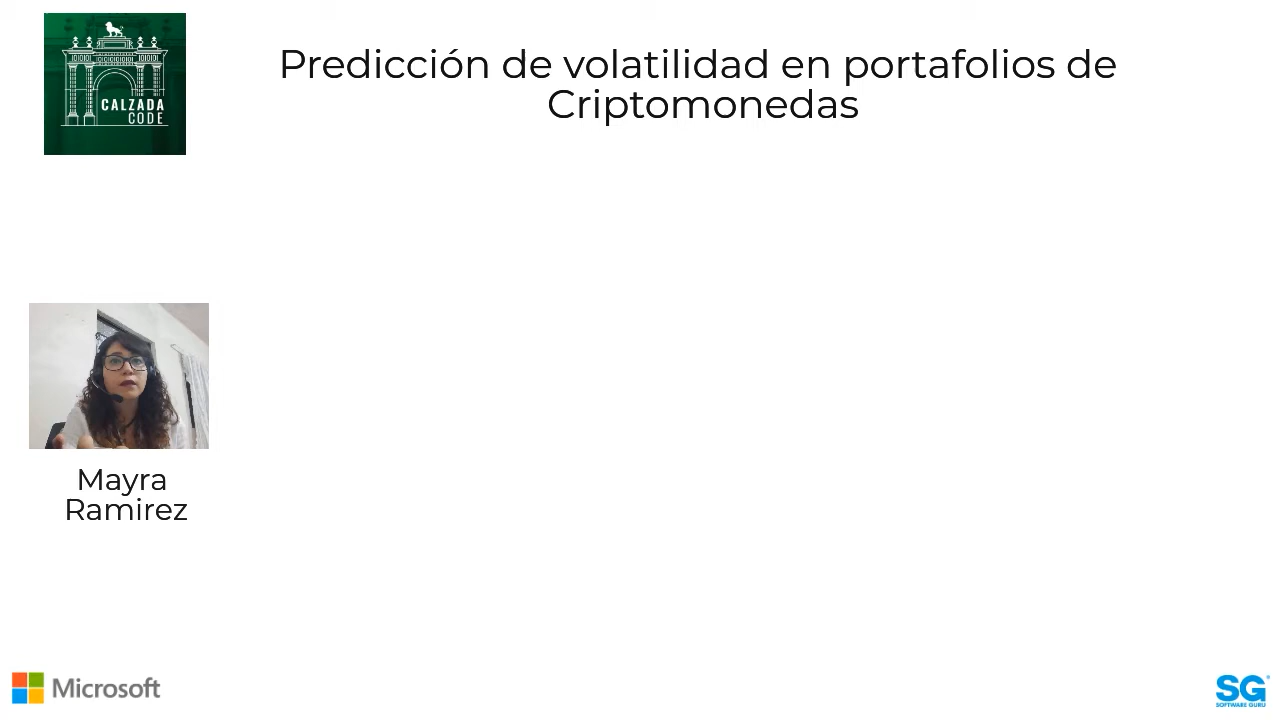 CALZADA
CODE
Predicción de volatilidad en portafolios de
Criptomonedas
Mayra
Ramirez
Microsoft
SG
SOFTWARE GURU